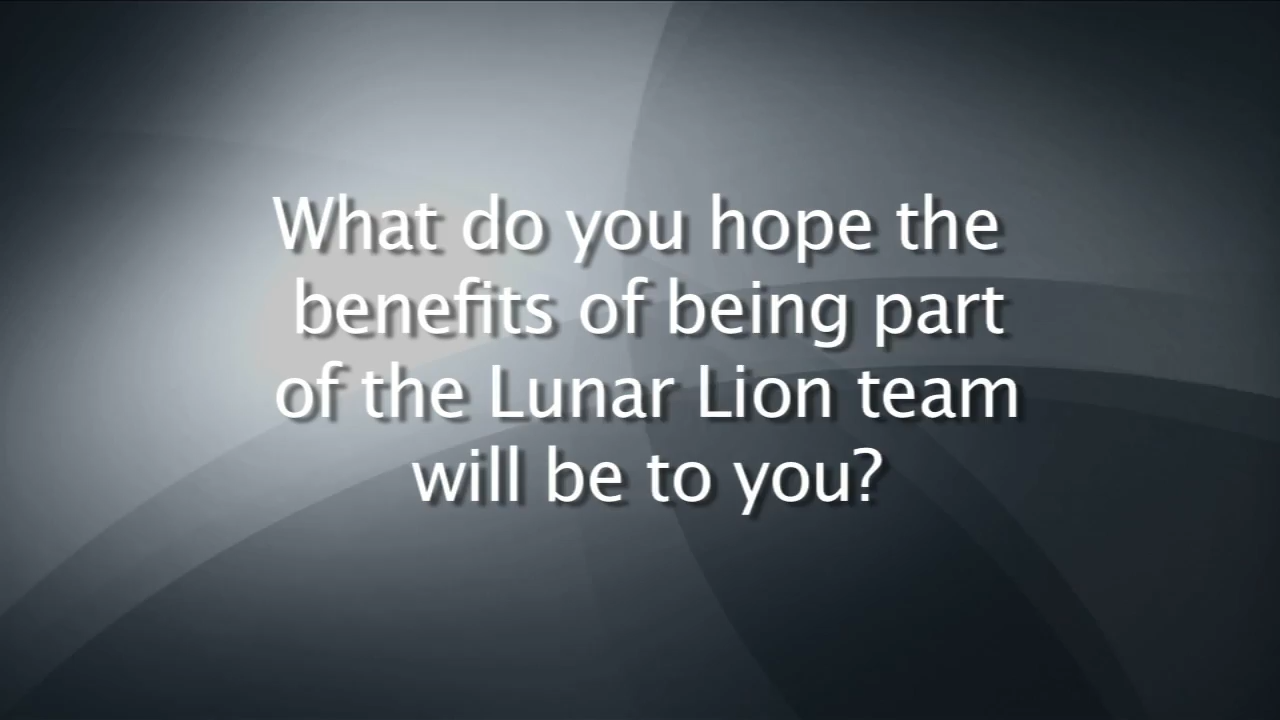 What do you hope the
benefits of being part
of the Lunar Lion team
will be to you?